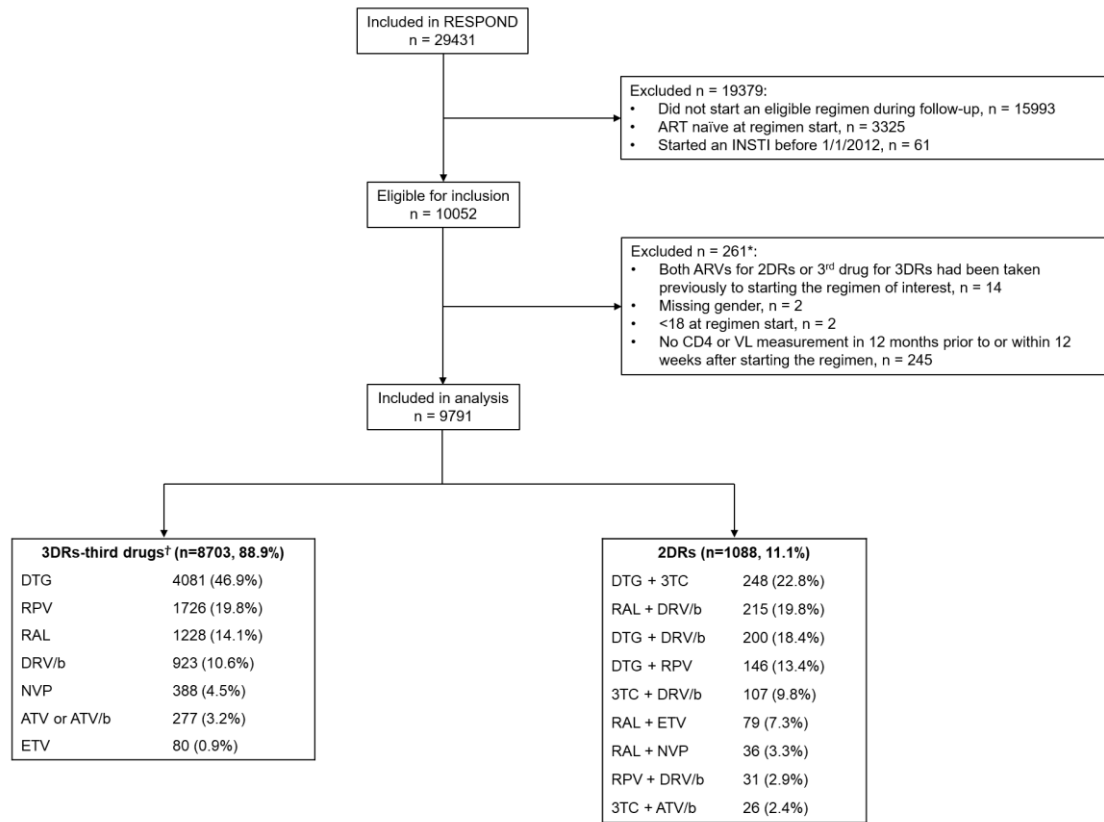 Included in RESPOND
n = 29431
Excluded n = 19379:
• Did not start an eligible regimen during follow-up, n = 15993
• ART naïve at regimen start, n = 3325
• Started an INSTI before 1/1/2012, n = 61
Eligible for inclusion
n = 10052
Excluded n = 261*:
• Both ARVs for 2DRs or 3rd drug for 3DRs had been taken
previously to starting the regimen of interest, n = 14
• Missing gender, n = 2
• <18 at regimen start, n = 2
• No CD4 or VL measurement in 12 months prior to or within 12
weeks after starting the regimen, n = 245
Included in analysis
n = 9791
3DRs-third drugs† (n=8703, 88.9%)
DTG 4081 (46.9%)
RPV 1726 (19.8%)
RAL 1228 (14.1%)
DRV/b 923 (10.6%)
NVP 388 (4.5%)
ATV or ATV/b 277 (3.2%)
ETV 80 (0.9%)
2DRs (n=1088, 11.1%)
DTG + 3TC 248 (22.8%)
RAL + DRV/b 215 (19.8%)
DTG + DRV/b 200 (18.4%)
DTG + RPV 146 (13.4%)
3TC + DRV/b 107 (9.8%)
RAL + ETV 79 (7.3%)
RAL + NVP 36 (3.3%)
RPV + DRV/b 31 (2.9%)
3TC + ATV/b 26 (2.4%)